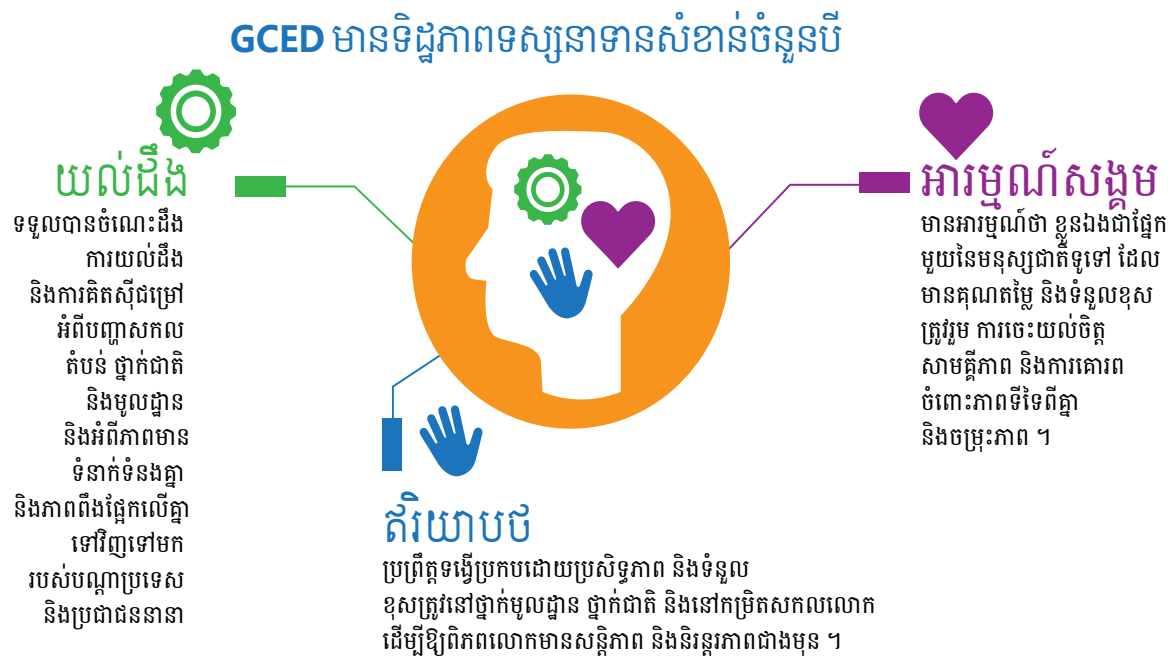 GCED មានទិដ្ឋភាពទស្សនាទានសំខាន់ចំនួនបី
យល់ដឹង
ទទួលបានចំណេះដឹង
ការយល់ដឹង
និងការគិតស៊ីជម្រៅ
អំពីបញ្ហាសកល
តំបន់ ថ្នាក់ជាតិ
និងមូលដ្ឋាន
និងអំពីភាពមាន
ទំនាក់ទំនងគ្នា
និងភាពពឹងផ្អែកលើគ្នា
ទៅវិញទៅមក
របស់បណ្តាប្រទេស
និងប្រជាជននានា
អារម្មណ៍សង្គម
មានអារម្មណ៍ថា ខ្លួនឯងជាផ្នែក
មួយនៃមនុស្សជាតិទូទៅ ដែល
មានគុណតម្លៃ និងទំនួលខុស
ត្រូវរួម ការចេះយល់ចិត្ត
សាមគ្គីភាព និងការគោរព
ចំពោះភាពទីទៃពីគ្នា
និងចម្រុះភាព ។
ឥរិយាបថ
ប្រព្រឹត្តទង្វើប្រកបដោយប្រសិទ្ធភាព និងទំនួល
ខុសត្រូវនៅថ្នាក់មូលដ្ឋាន ថ្នាក់ជាតិ និងនៅកម្រិតសកលលោក
ដើម្បីឱ្យពិភពលោកមានសន្តិភាព និងនិរន្តរភាពជាងមុន ។